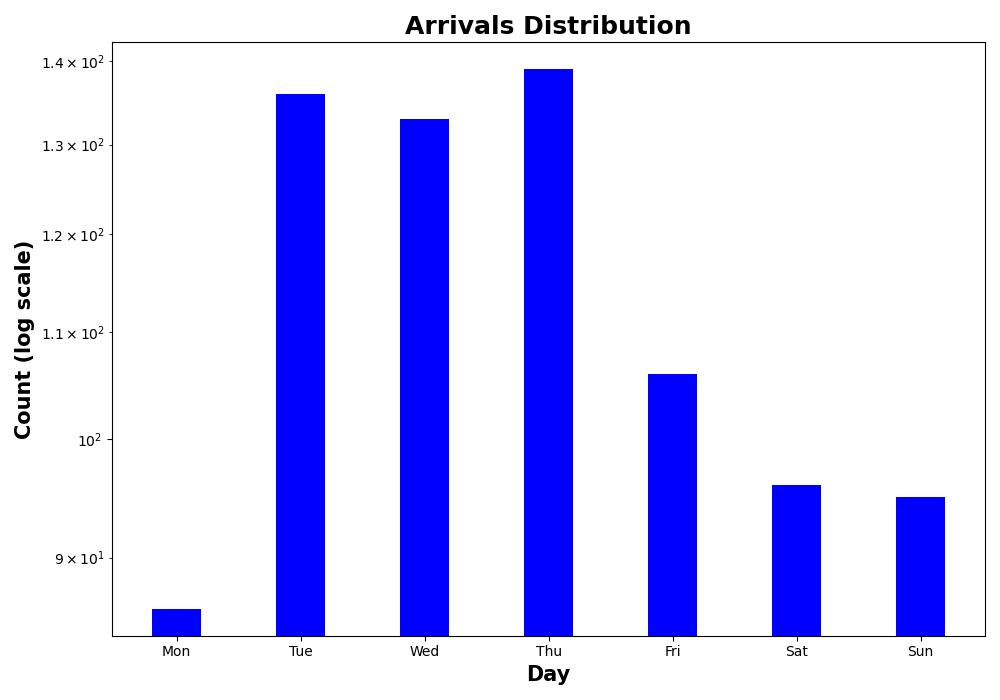 Arrivals Distribution
Count (log scale)
1.4 × 10²
1.3 × 10²
1.2 × 10²
1.1 × 10²
10²
9 × 10¹
Mon Tue Wed Thu Fri Sat Sun
Day